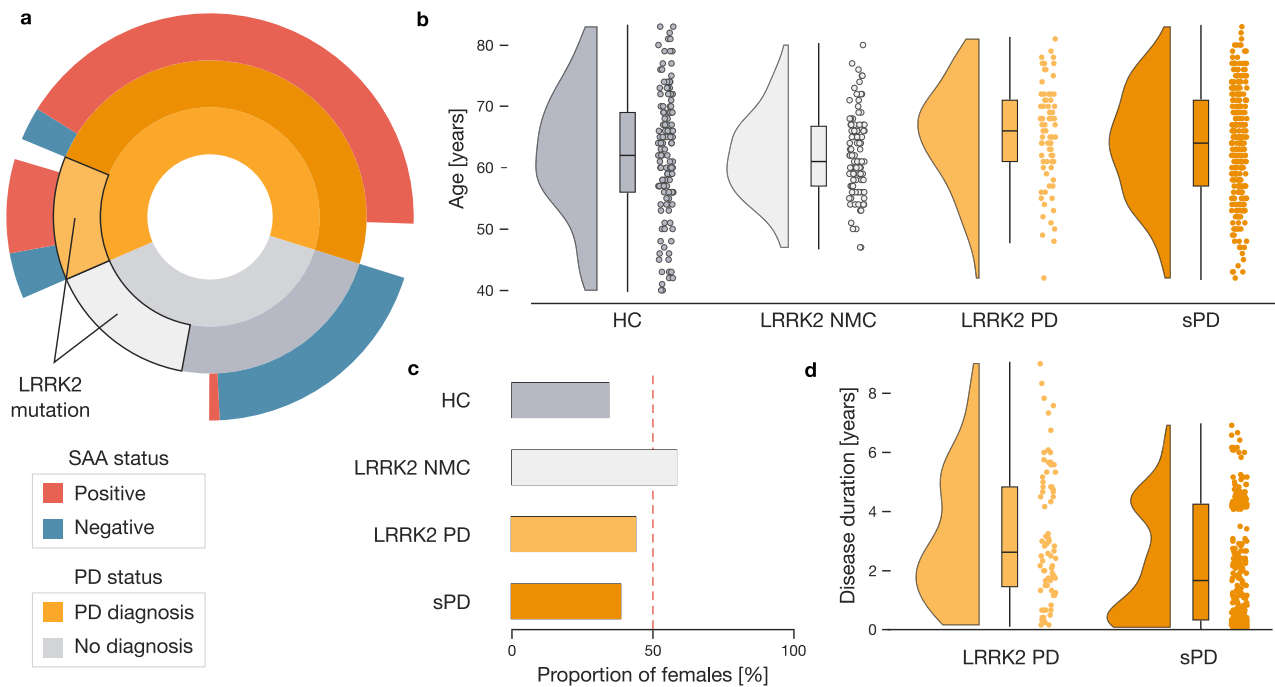 a
LRRK2
mutation
SAA status
Positive
Negative
PD status
PD diagnosis
No diagnosis
b
Age [years]
80
70
60
50
40
HC
LRRK2 NMC
LRRK2 PD
sPD
c
HC
LRRK2 NMC
LRRK2 PD
sPD
0
50
100
Proportion of females [%]
d
Disease duration [years]
8
6
4
2
0
LRRK2 PD
sPD